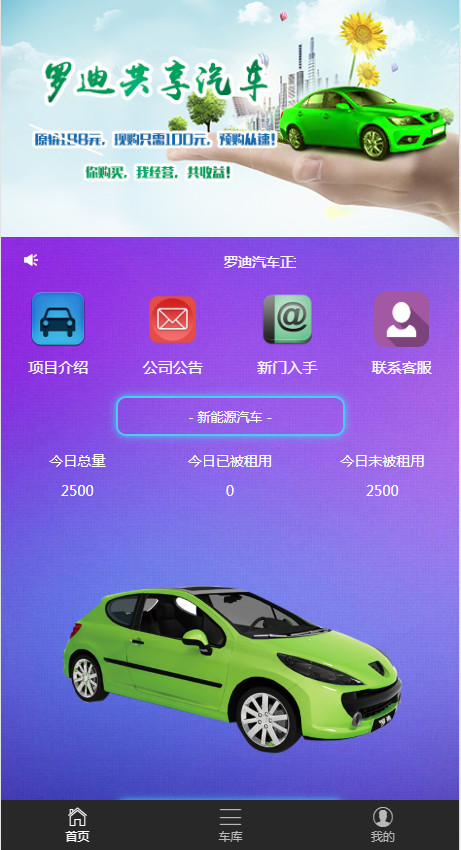 罗迪共享汽车
原价198元，现购只需100元，预购从速！
你购买，我经营，共收益！
罗迪汽车正
项目介绍
公司公告
新门入手
联系客服
- 新能源汽车 -
今日总量
今日已被租用
今日未被租用
2500
0
2500
首页
车库
我的